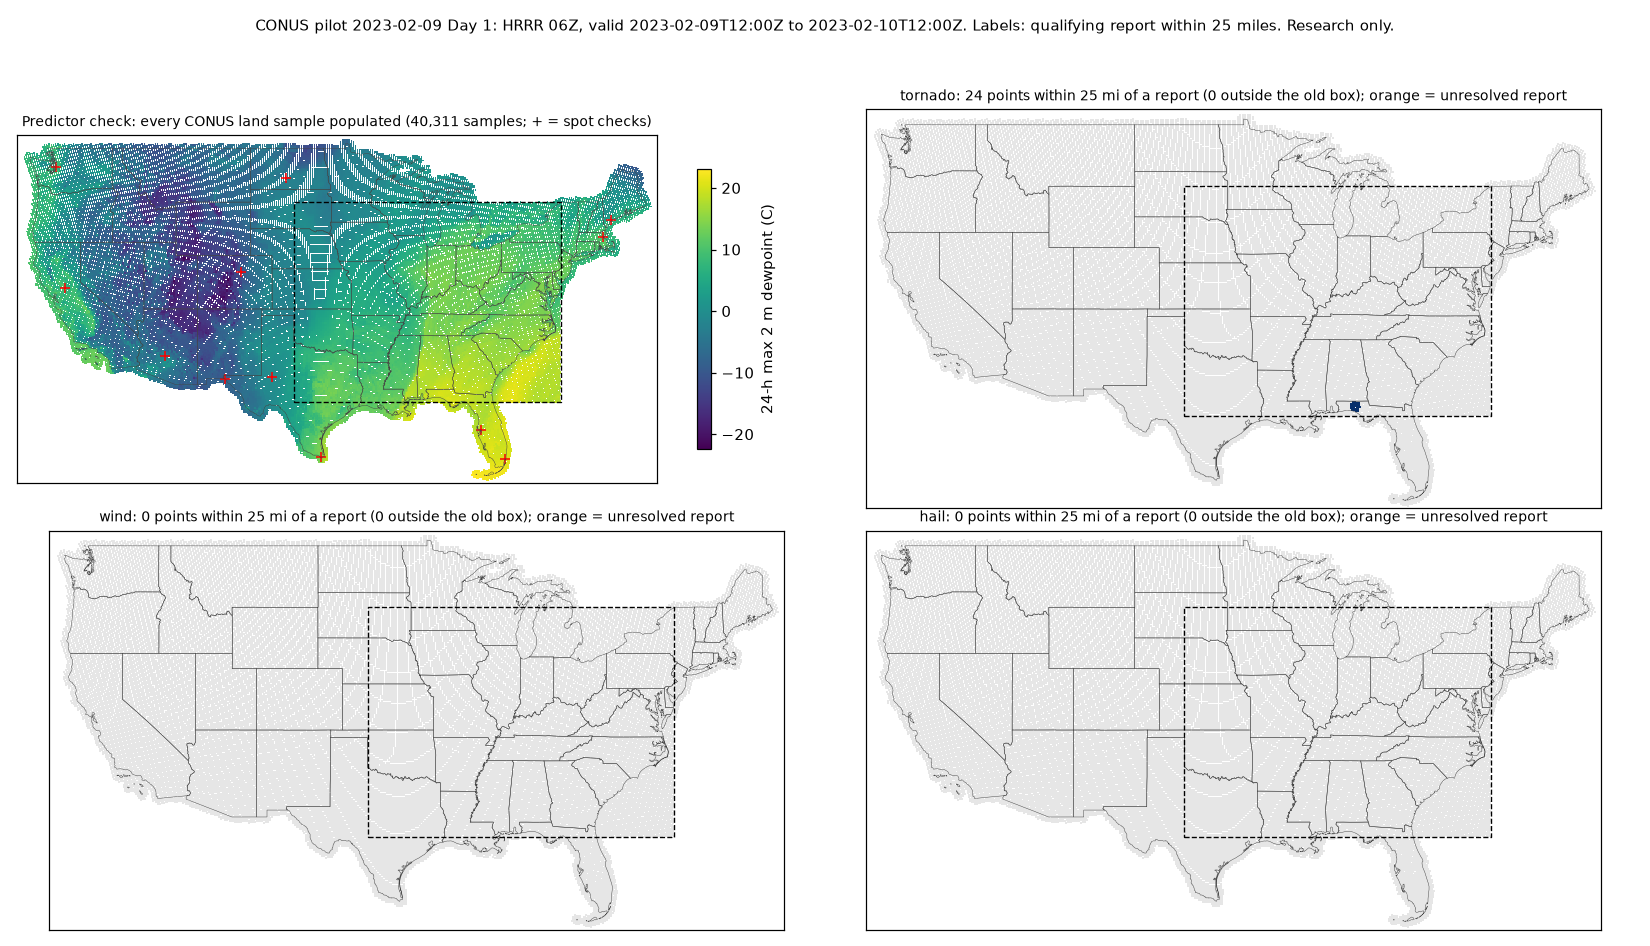 CONUS pilot 2023-02-09 Day 1: HRRR 06Z, valid 2023-02-09T12:00Z to 2023-02-10T12:00Z. Labels: qualifying report within 25 miles. Research only.
Predictor check: every CONUS land sample populated (40,311 samples; + = spot checks)
20
10
0
−10
−20
24-h max 2 m dewpoint (C)
tornado: 24 points within 25 mi of a report (0 outside the old box); orange = unresolved report
wind: 0 points within 25 mi of a report (0 outside the old box); orange = unresolved report
hail: 0 points within 25 mi of a report (0 outside the old box); orange = unresolved report